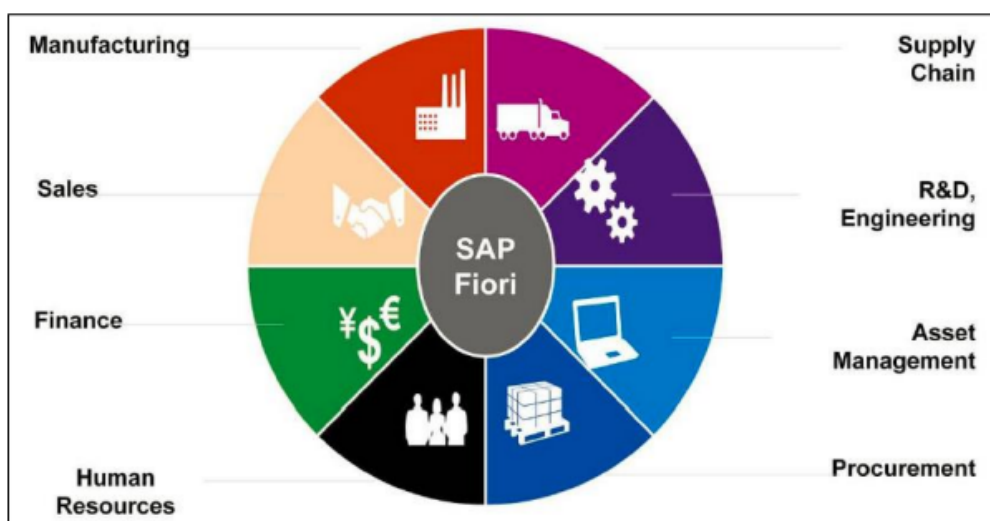 Manufacturing
Supply
Chain
Sales
R&D,
Engineering
SAP
Fiori
Finance
¥$€
Asset
Management
Human
Resources
Procurement